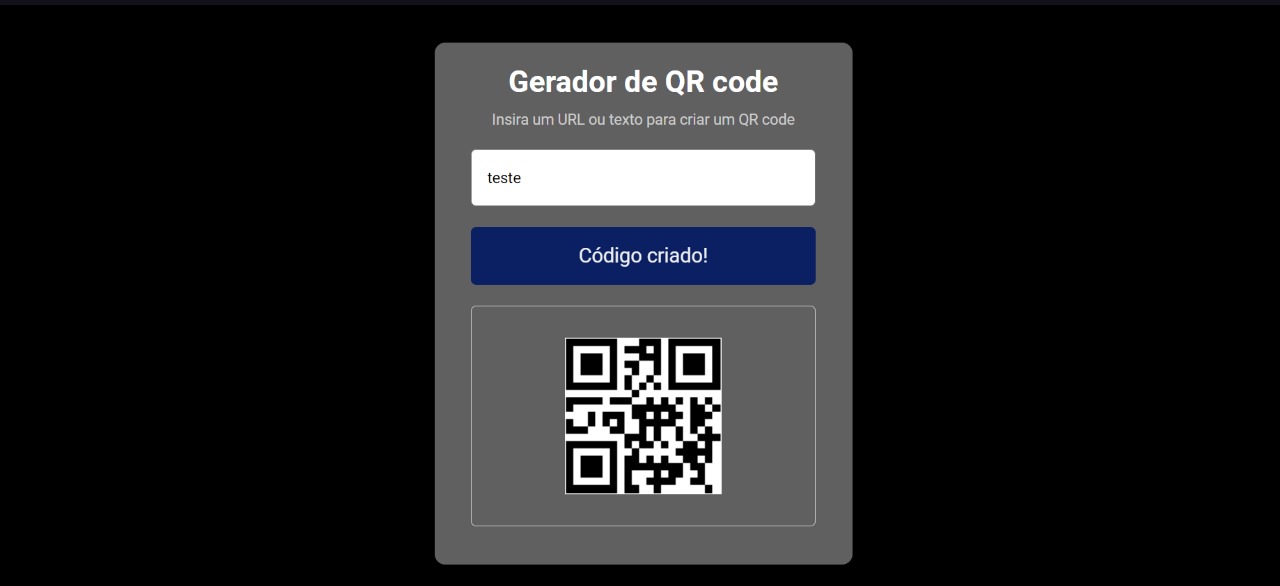 Gerador de QR code
Insira um URL ou texto para criar um QR code
teste
Código criado!